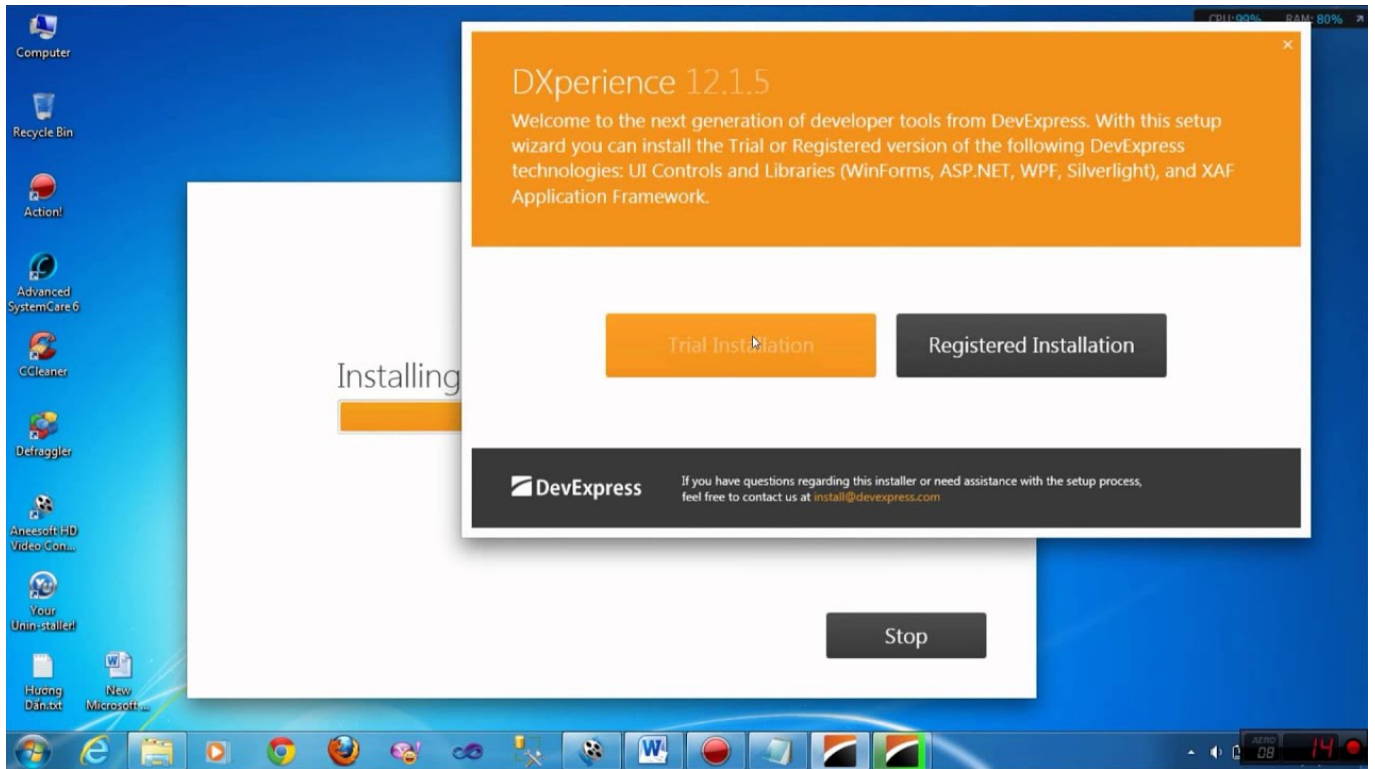 Computer
Recycle Bin
Action!
Advanced
SystemCare 6
CCleaner
Defraggler
Aneesoft HD
Video Con...
Your
Unin-staller!
Hướng
Dẫn.txt
New
Microsoft ...
CPU: 99% RAM: 80%
DXperience 12.1.5
Welcome to the next generation of developer tools from DevExpress. With this setup
wizard you can install the Trial or Registered version of the following DevExpress
technologies: UI Controls and Libraries (WinForms, ASP.NET, WPF, Silverlight), and XAF
Application Framework.
Trial Installation
Registered Installation
DevExpress
If you have questions regarding this installer or need assistance with the setup process,
feel free to contact us at install@devexpress.com
Installing
Stop
AERO
08
14